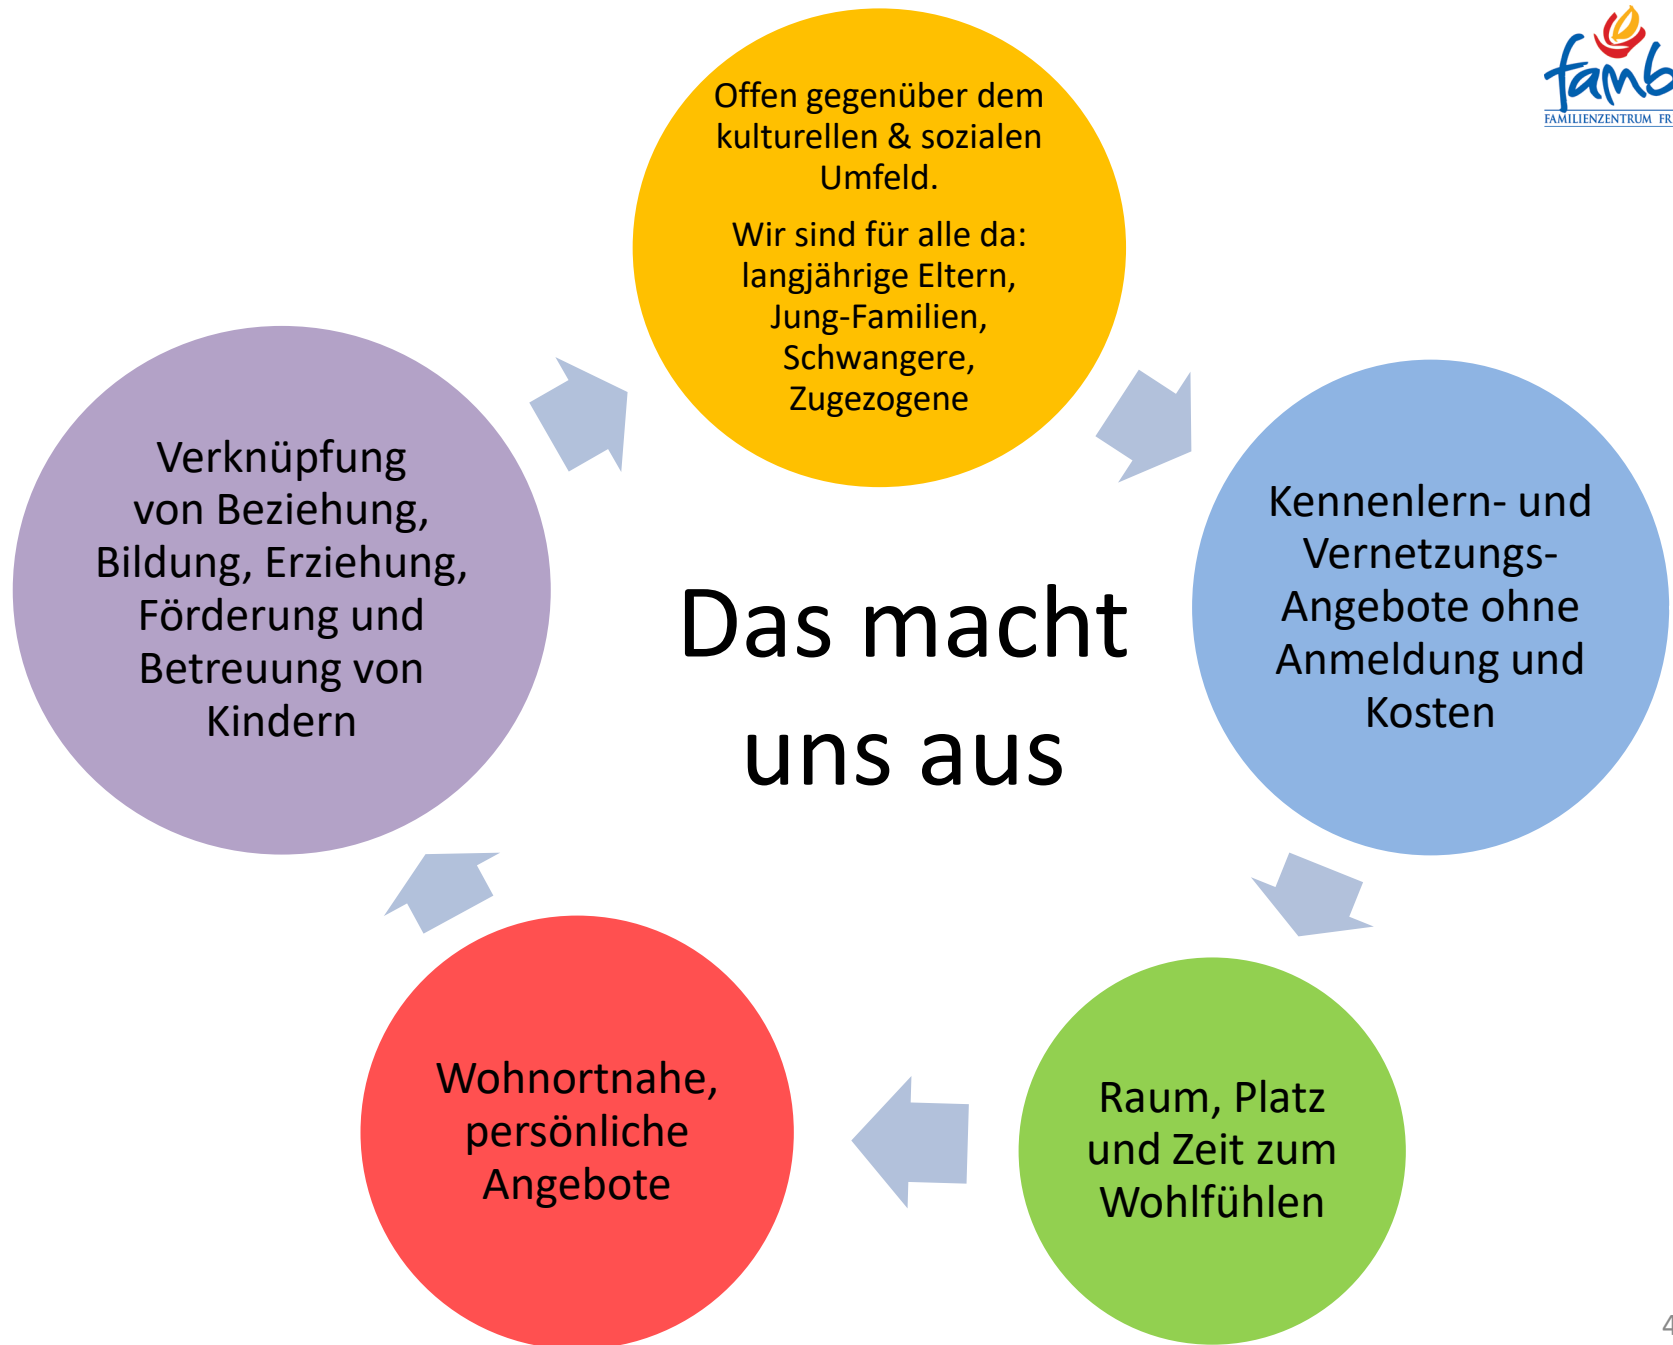 Offen gegenüber dem
kulturellen & sozialen
Umfeld.
Wir sind für alle da:
langjährige Eltern,
Jung-Familien,
Schwangere,
Zugezogene
Kennenlern- und
Vernetzungs-
Angebote ohne
Anmeldung und
Kosten
Raum, Platz
und Zeit zum
Wohlfühlen
Wohnortnahe,
persönliche
Angebote
Verknüpfung
von Beziehung,
Bildung, Erziehung,
Förderung und
Betreuung von
Kindern
Das macht
uns aus
FAMILIENZENTRUM
4